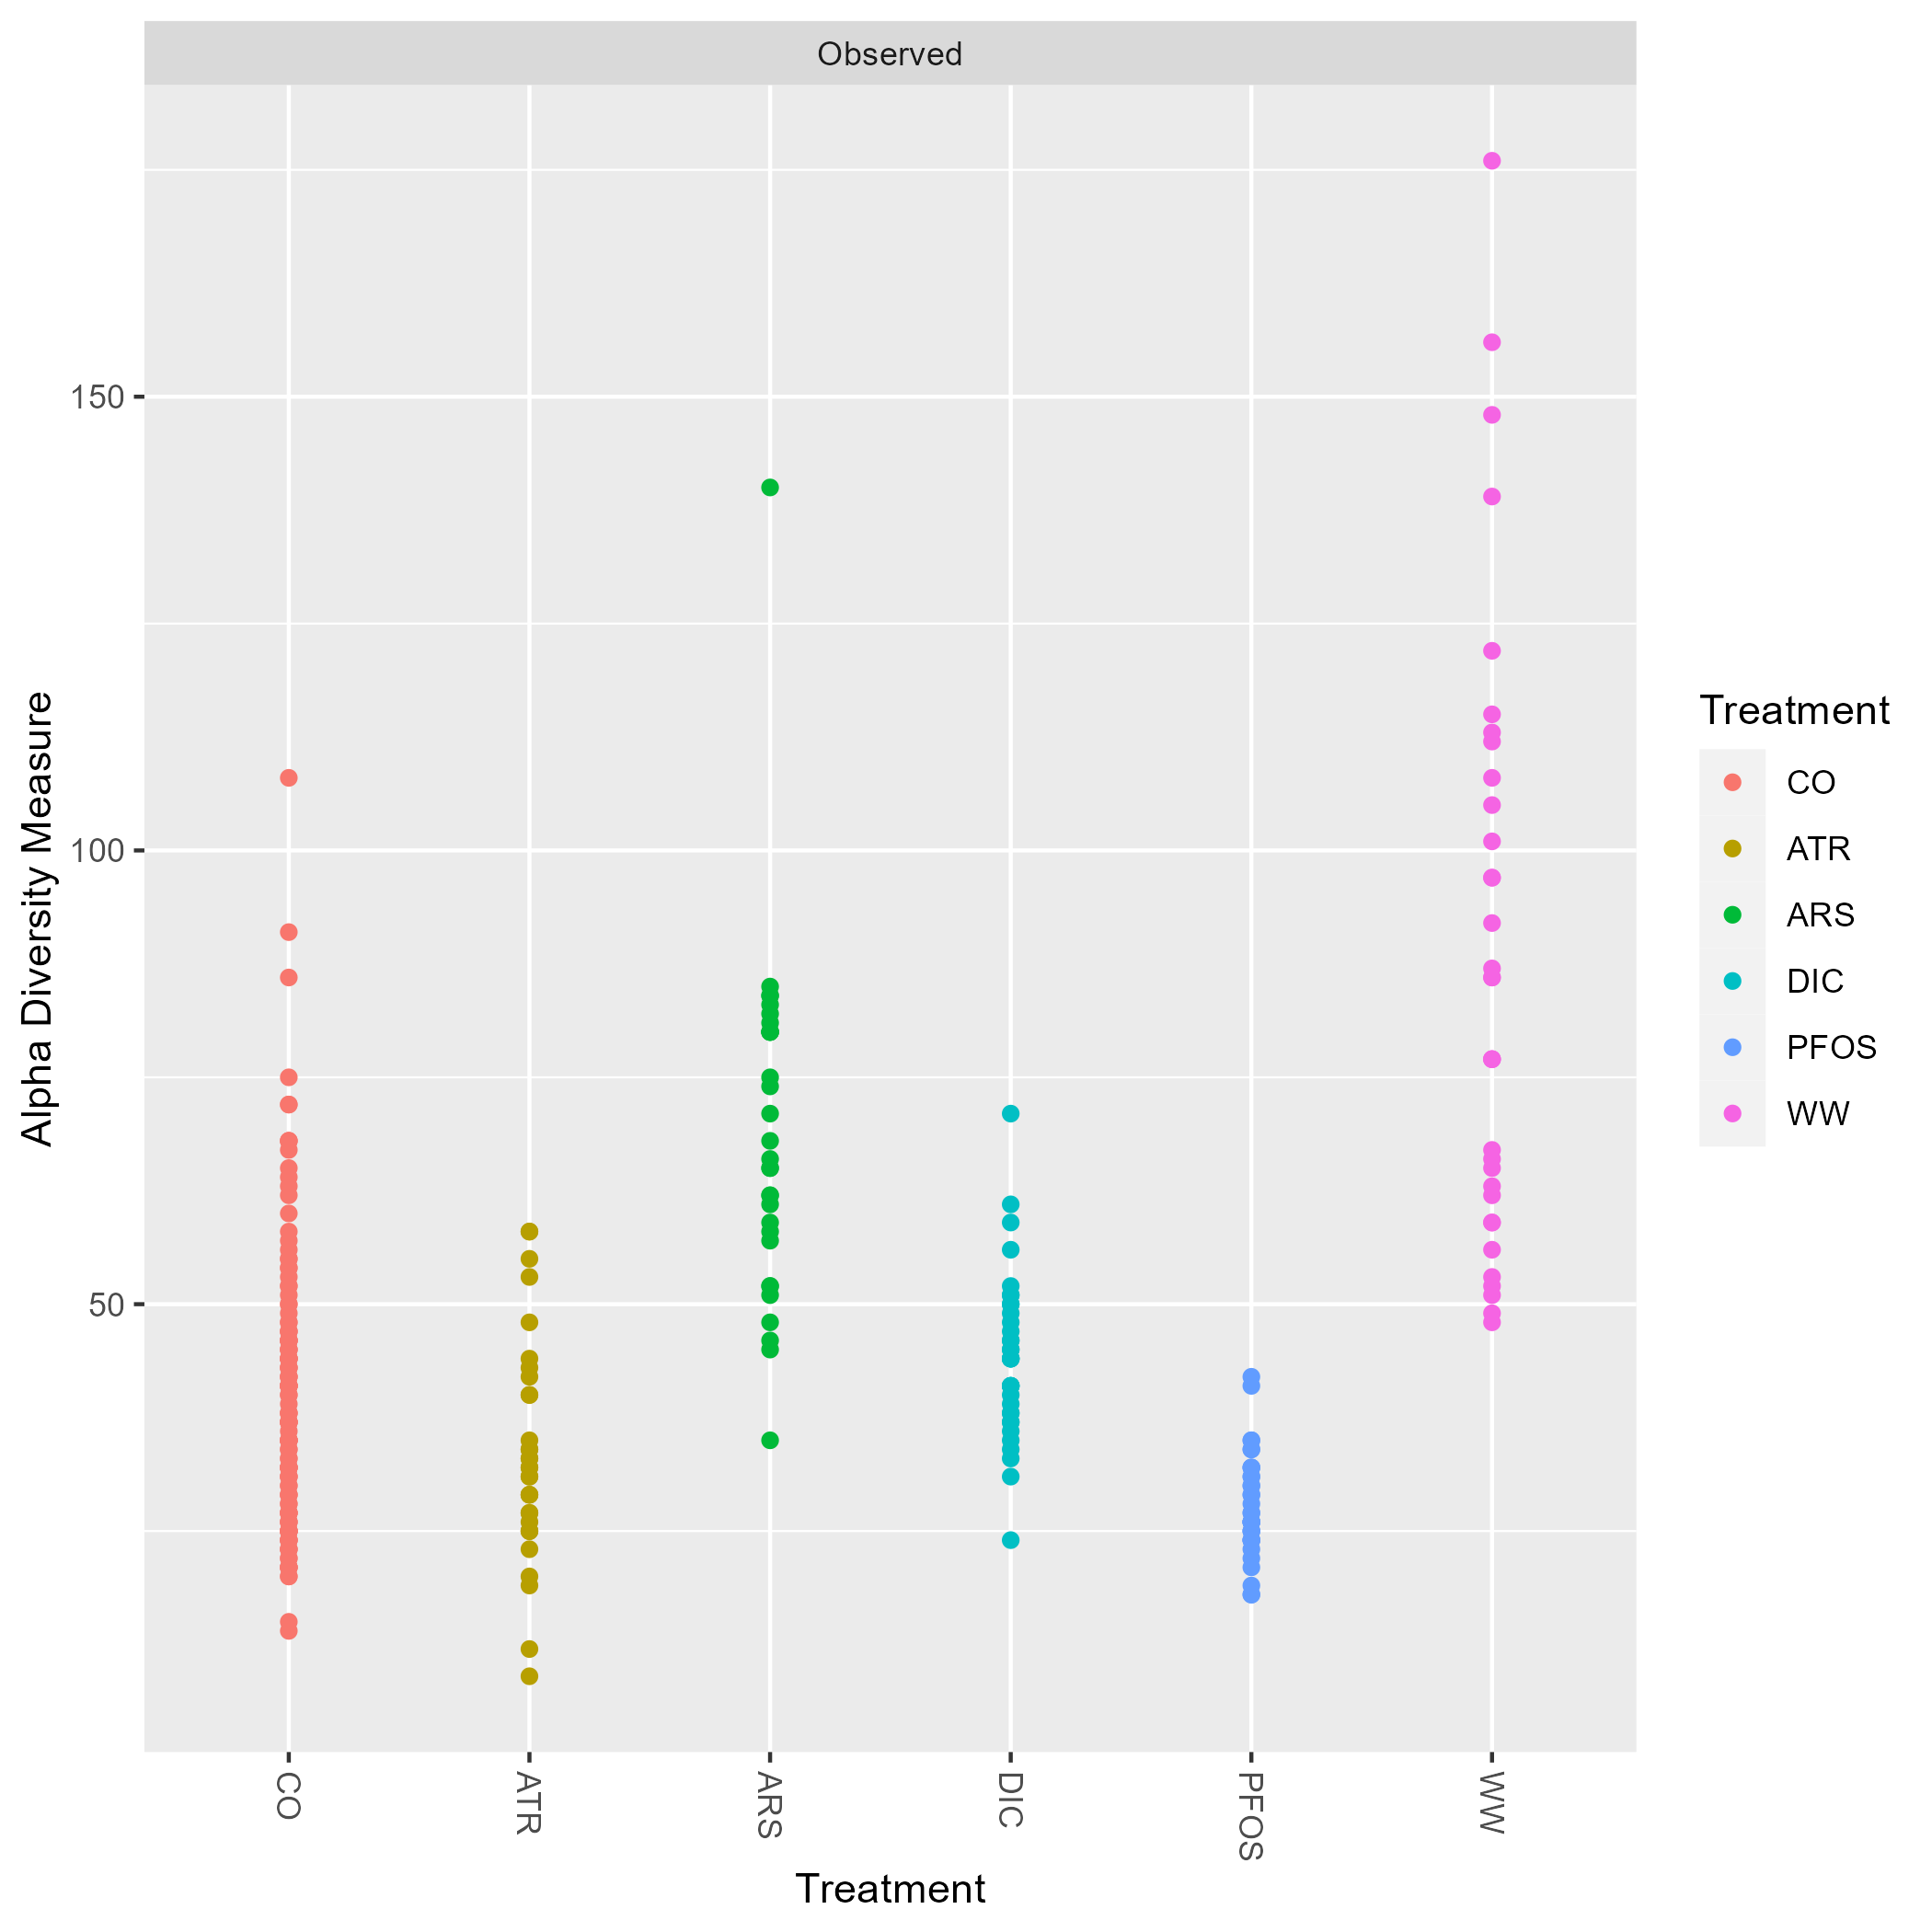 Observed
Alpha Diversity Measure
150
100
50
CO
ATR
ARS
DIC
PFOS
WW
Treatment
Treatment
CO
ATR
ARS
DIC
PFOS
WW